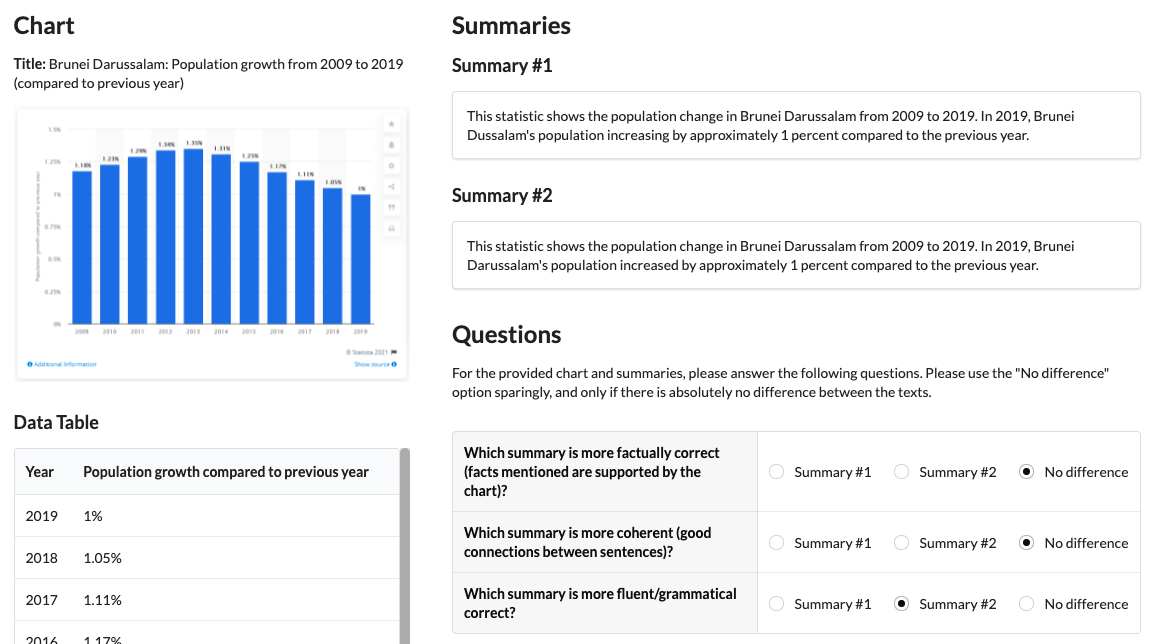 Chart
Title: Brunei Darussalam: Population growth from 2009 to 2019
(compared to previous year)
Population growth compared to previous year
1.5%
1.25%
1%
0.75%
0.5%
0.25%
0%
1.18%
1.23%
1.29%
1.34%
1.35%
1.31%
1.25%
1.17%
1.11%
1.05%
1%
2009 2010 2011 2012 2013 2014 2015 2016 2017 2018 2019
© Statista 2021
Additional Information
Show source
Data Table
Year Population growth compared to previous year
2019 1%
2018 1.05%
2017 1.11%
2016 1.17%
Summaries
Summary #1
This statistic shows the population change in Brunei Darussalam from 2009 to 2019. In 2019, Brunei
Dussalam's population increasing by approximately 1 percent compared to the previous year.
Summary #2
This statistic shows the population change in Brunei Darussalam from 2009 to 2019. In 2019, Brunei
Darussalam's population increased by approximately 1 percent compared to the previous year.
Questions
For the provided chart and summaries, please answer the following questions. Please use the "No difference"
option sparingly, and only if there is absolutely no difference between the texts.
Which summary is more factually correct
(facts mentioned are supported by the
chart)?
Summary #1 Summary #2 No difference
Which summary is more coherent (good
connections between sentences)?
Summary #1 Summary #2 No difference
Which summary is more fluent/grammatical
correct?
Summary #1 Summary #2 No difference